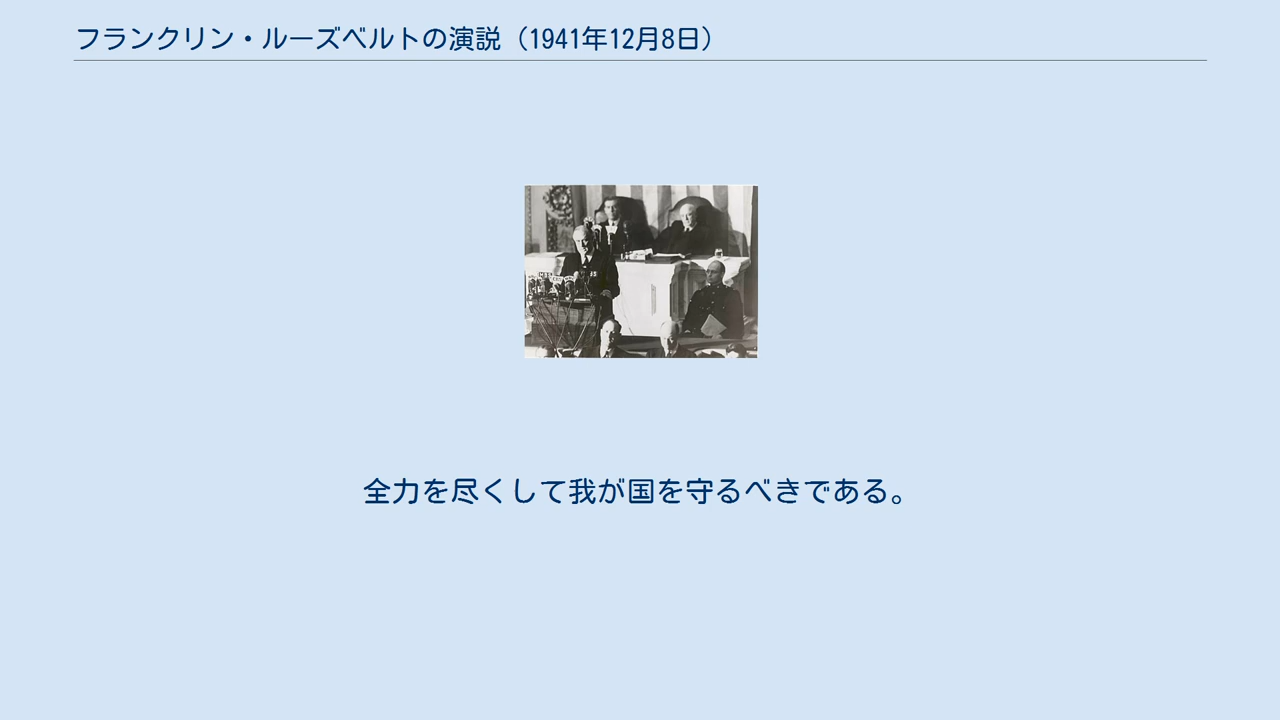 フランクリン・ルーズベルトの演説（1941年12月8日）
全力を尽くして我が国を守るべきである。